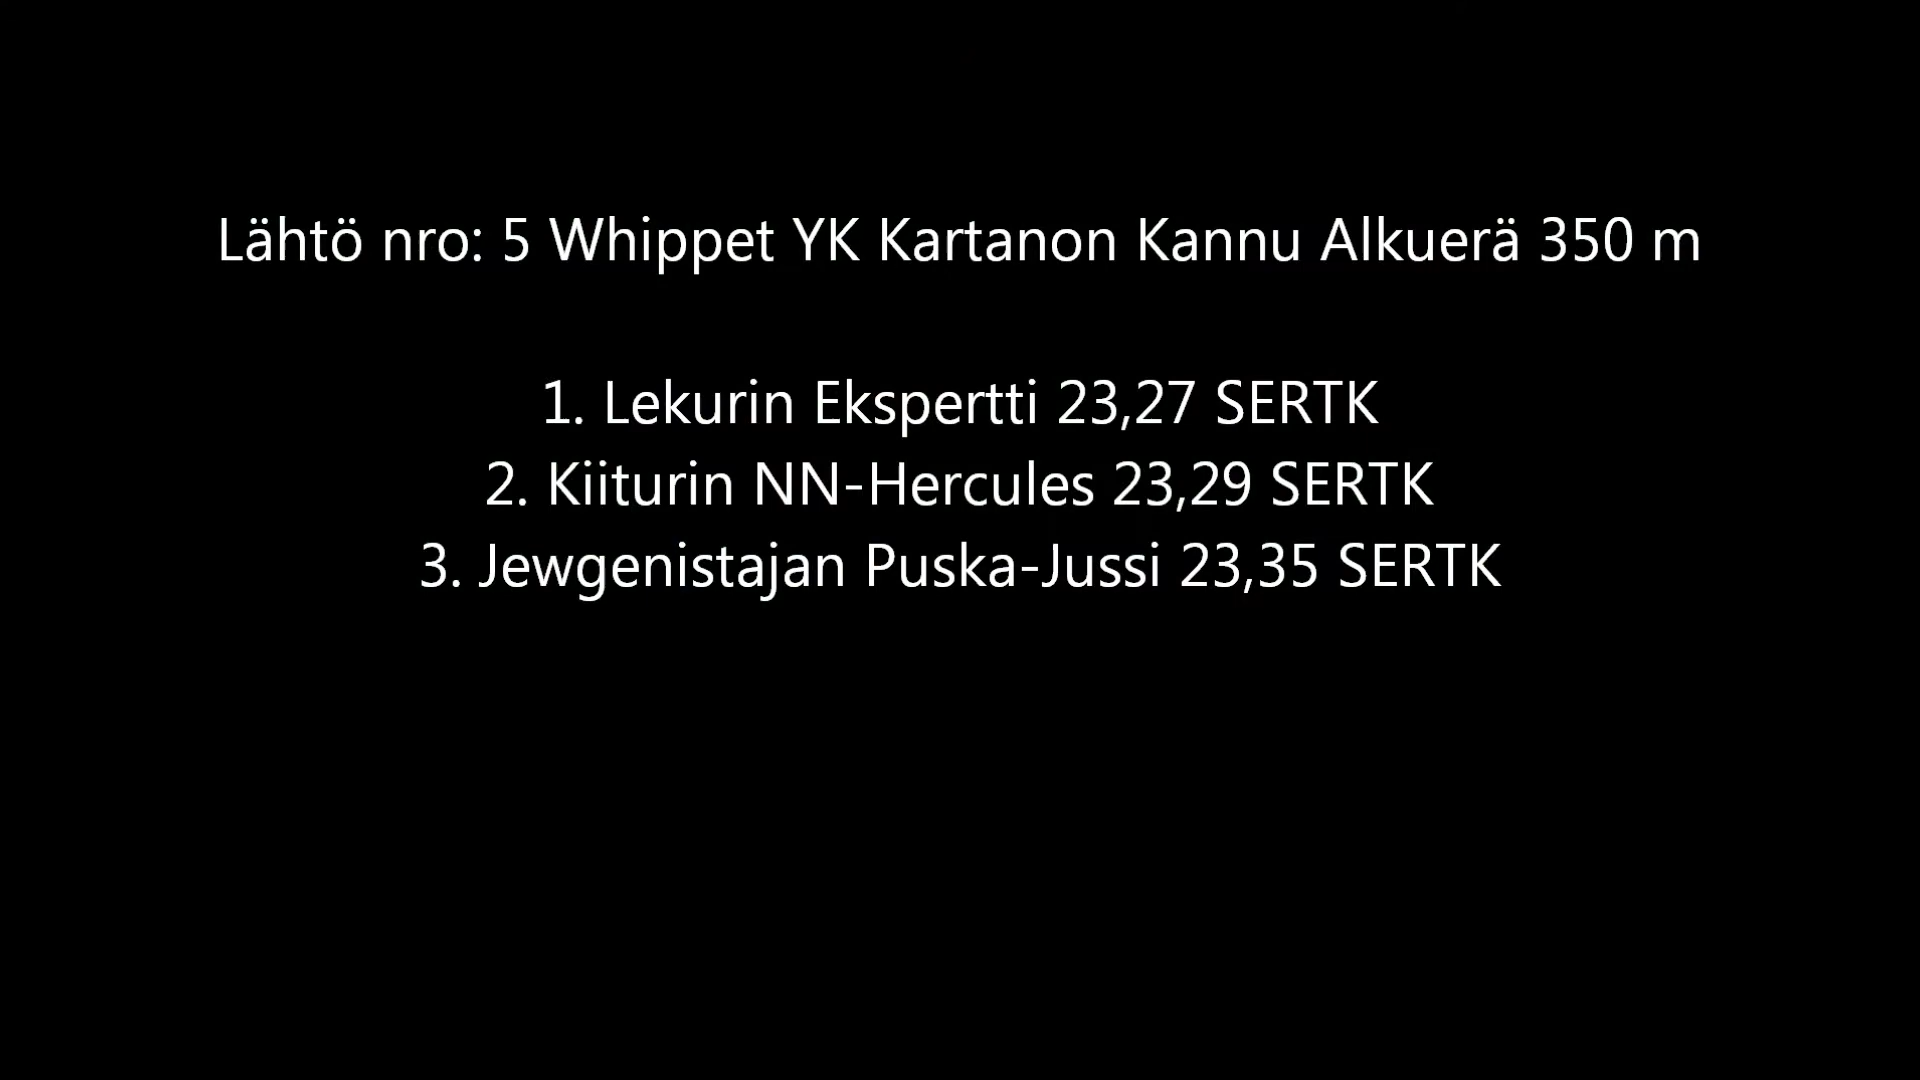 Lähtö nro: 5 Whippet YK Kartanon Kannu Alkuerä 350 m
1. Lekurin Ekspertti 23,27 SERTK
2. Kiiturin NN-Hercules 23,29 SERTK
3. Jewgenistajan Puska-Jussi 23,35 SERTK